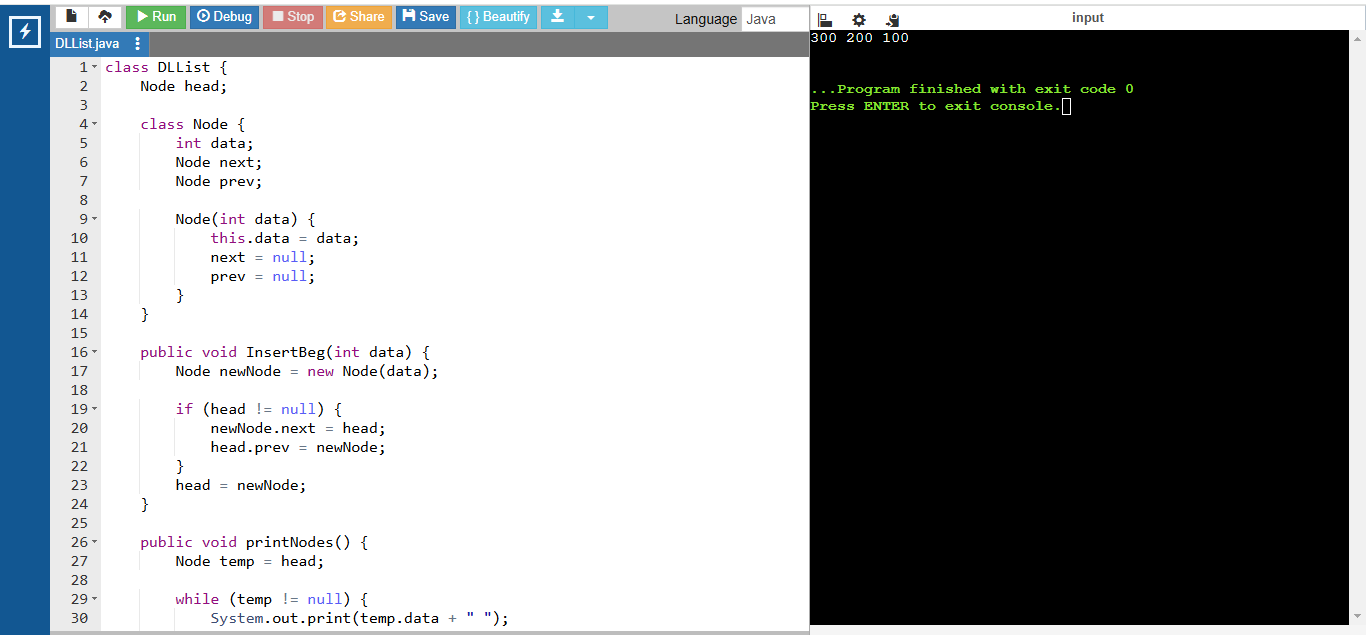 Run Debug Stop Share Save { } Beautify Language Java
DLList.java
1 class DLList {
2 Node head;
3
4 class Node {
5 int data;
6 Node next;
7 Node prev;
8
9 Node(int data) {
10 this.data = data;
11 next = null;
12 prev = null;
13 }
14 }
15
16 public void InsertBeg(int data) {
17 Node newNode = new Node(data);
18
19 if (head != null) {
20 newNode.next = head;
21 head.prev = newNode;
22 }
23 head = newNode;
24 }
25
26 public void printNodes() {
27 Node temp = head;
28
29 while (temp != null) {
30 System.out.print(temp.data + " ");
input
300 200 100
...Program finished with exit code 0
Press ENTER to exit console.